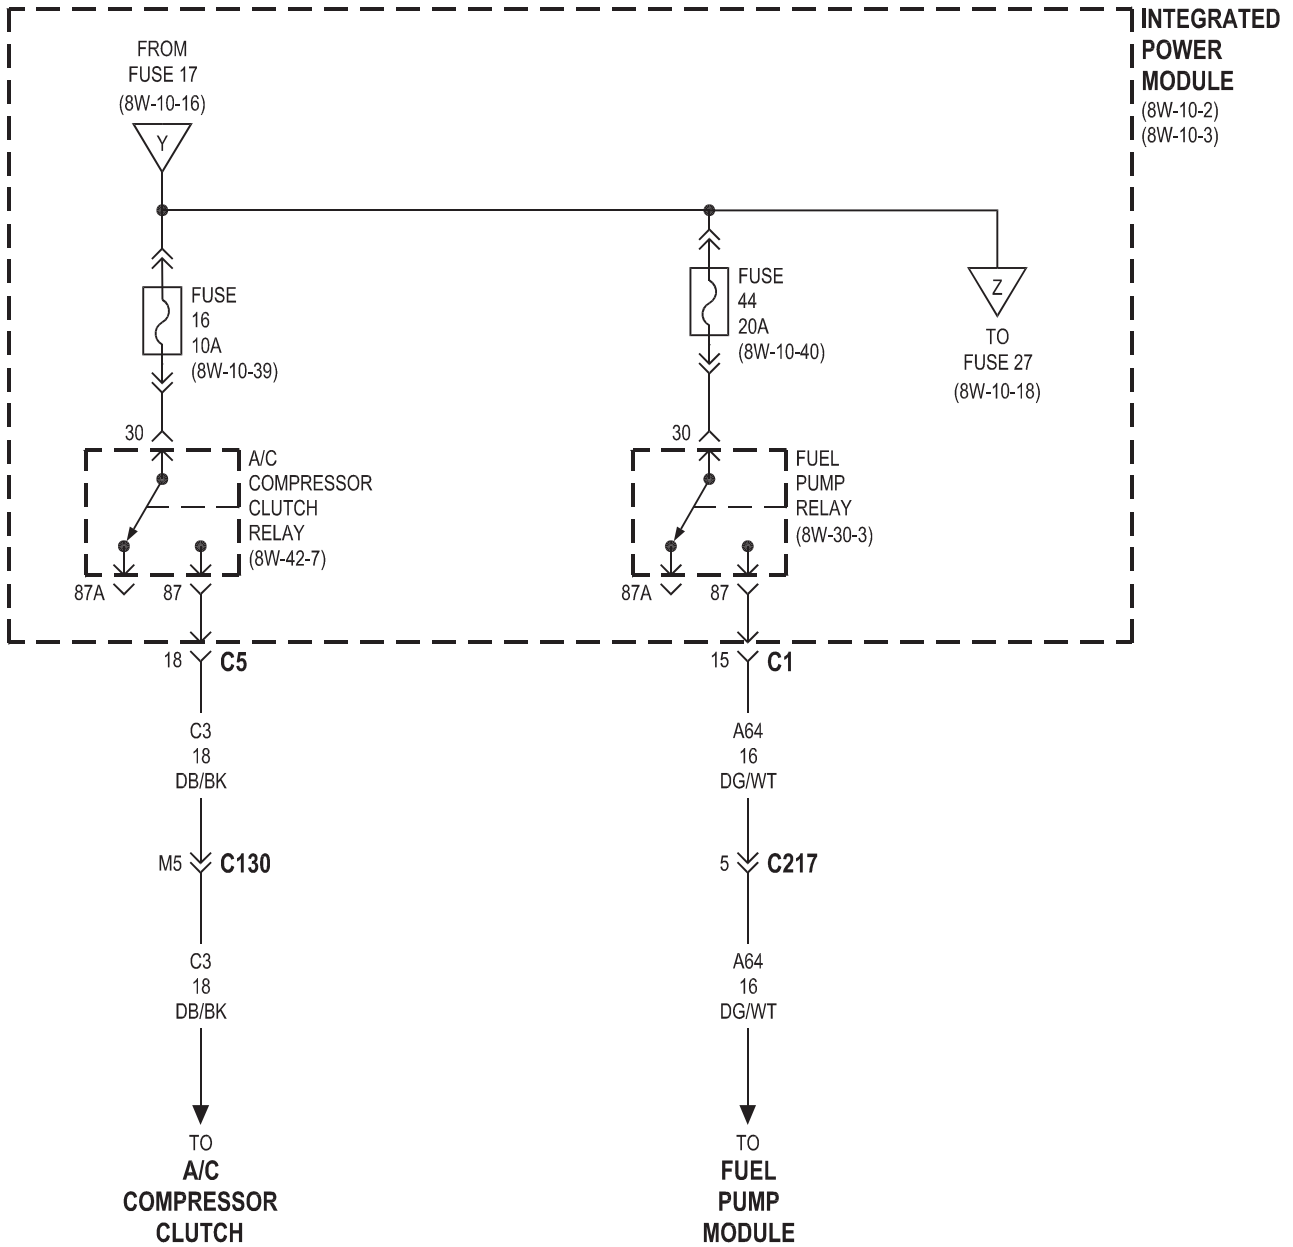 INTEGRATED
POWER
MODULE
(8W-10-2)
(8W-10-3)
FROM
FUSE 17
(8W-10-16)
Y
FUSE
16
10A
(8W-10-39)
FUSE
44
20A
(8W-10-40)
Z
TO
FUSE 27
(8W-10-18)
30
A/C
COMPRESSOR
CLUTCH
RELAY
(8W-42-7)
87A
87
30
FUEL
PUMP
RELAY
(8W-30-3)
87A
87
18
C5
15
C1
C3
18
DB/BK
A64
16
DG/WT
M5
C130
5
C217
C3
18
DB/BK
A64
16
DG/WT
TO
A/C
COMPRESSOR
CLUTCH
TO
FUEL
PUMP
MODULE